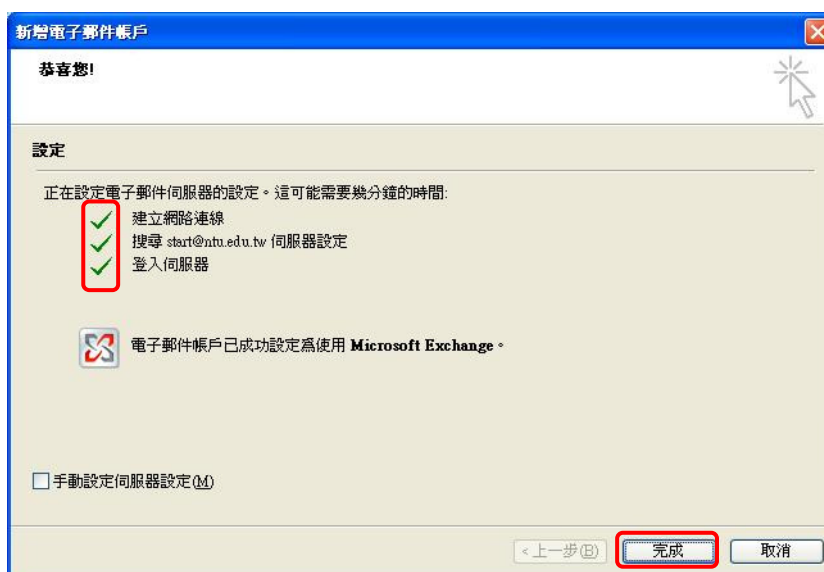 新增電子郵件帳戶
恭喜您!
設定
正在設定電子郵件伺服器的設定。這可能需要幾分鐘的時間:
建立網路連線
搜尋 start@ntu.edu.tw 伺服器設定
登入伺服器
電子郵件帳戶已成功設定為使用 Microsoft Exchange。
手動設定伺服器設定(M)
<上一步(B) 完成 取消